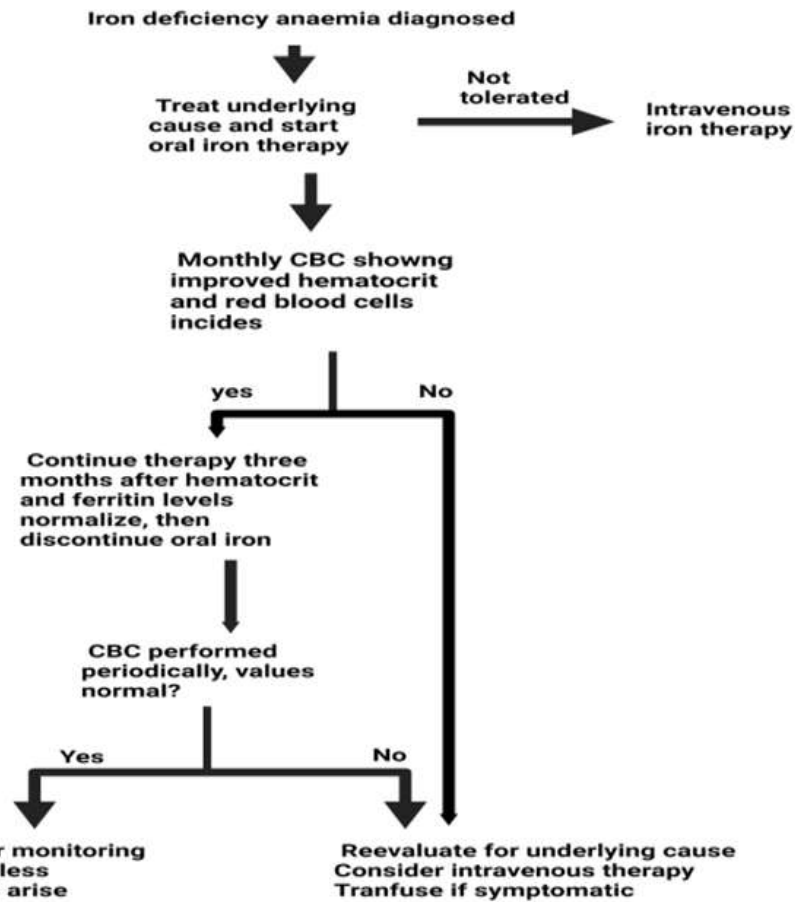 Iron deficiency anaemia diagnosed
Not
tolerated
Treat underlying
cause and start
oral iron therapy
Intravenous
iron therapy
Monthly CBC showng
improved hematocrit
and red blood cells
incides
yes
No
Continue therapy three
months after hematocrit
and ferritin levels
normalize, then
discontinue oral iron
CBC performed
periodically, values
normal?
Yes
No
monitoring
less
arise
Reevaluate for underlying cause
Consider intravenous therapy
Tranfuse if symptomatic